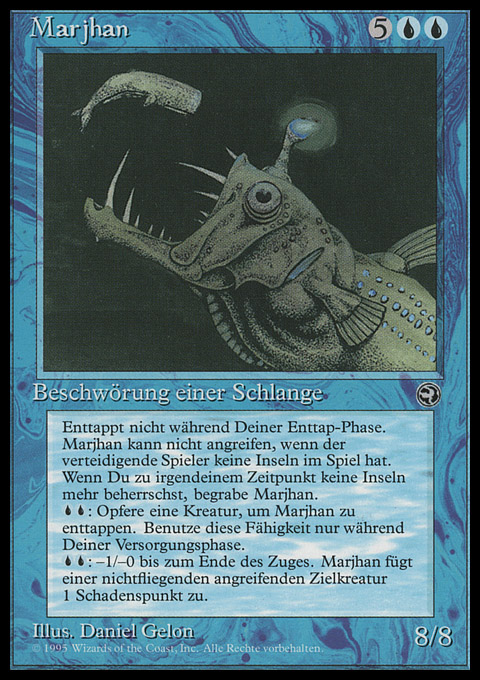 Marjhan 5
Beschwörung einer Schlange
Enttappt nicht während Deiner Enttap-Phase.
Marjhan kann nicht angreifen, wenn der
verteidigende Spieler keine Inseln im Spiel hat.
Wenn Du zu irgendeinem Zeitpunkt keine Inseln
mehr beherrschst, begrabe Marjhan.
: Opfere eine Kreatur, um Marjhan zu
enttappen. Benutze diese Fähigkeit nur während
Deiner Versorgungsphase.
: –1/–0 bis zum Ende des Zuges. Marjhan fügt
einer nichtfliegenden angreifenden Zielkreatur
1 Schadenspunkt zu.
Illus. Daniel Gelon
8/8
© 1995 Wizards of the Coast, Inc. Alle Rechte vorbehalten.